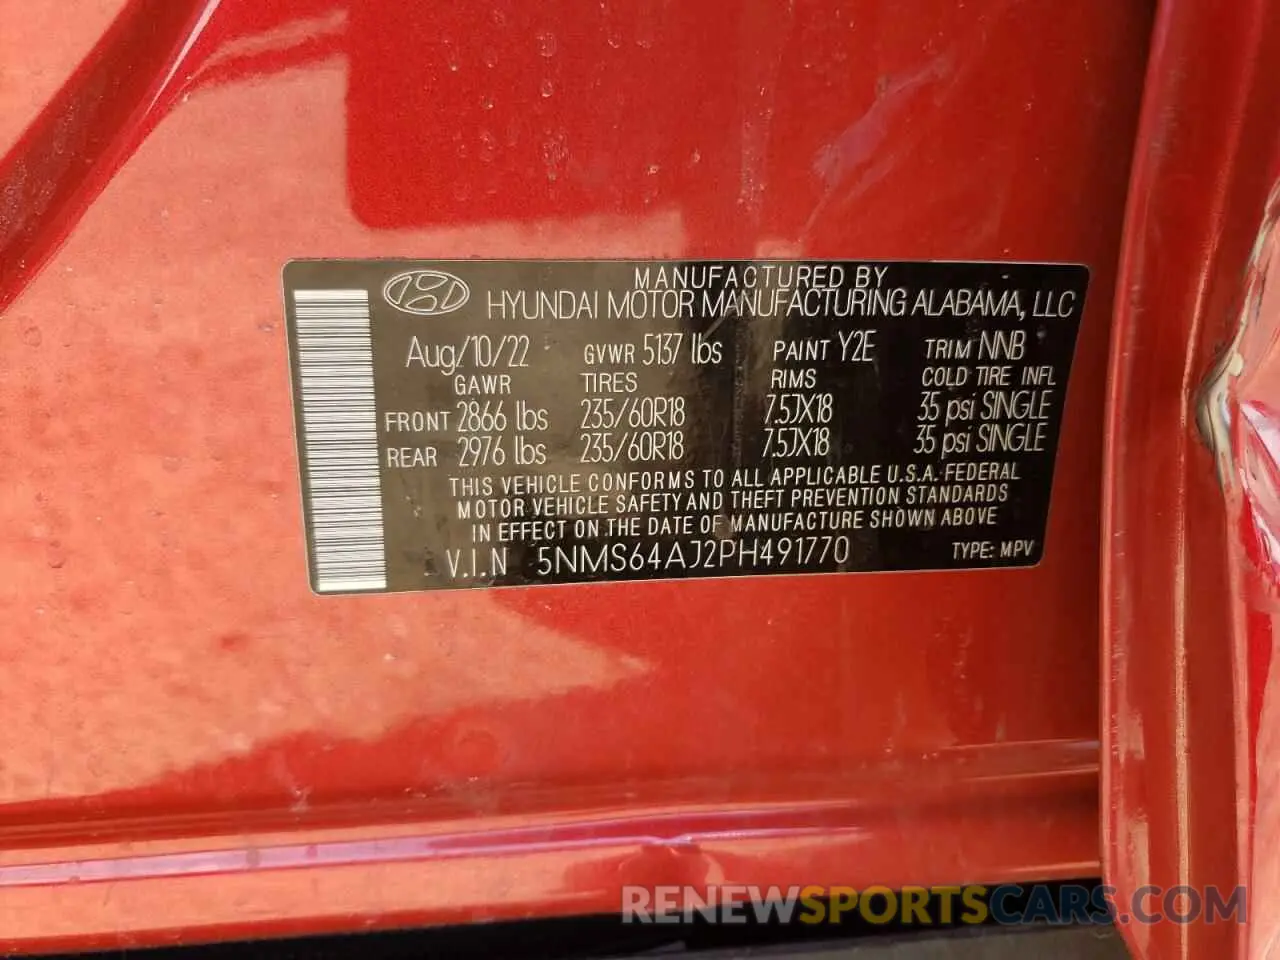 MANUFACTURED BY
HYUNDAI MOTOR MANUFACTURING ALABAMA, LLC
Aug/10/22 GVWR 5137 lbs PAINT Y2E TRIM NNB
GAWR TIRES RIMS COLD TIRE INFL
FRONT 2866 lbs 235/60R18 7.5JX18 35 psi SINGLE
REAR 2976 lbs 235/60R18 7.5JX18 35 psi SINGLE
THIS VEHICLE CONFORMS TO ALL APPLICABLE U.S.A. FEDERAL
MOTOR VEHICLE SAFETY AND THEFT PREVENTION STANDARDS
IN EFFECT ON THE DATE OF MANUFACTURE SHOWN ABOVE
V.I.N 5NMS64AJ2PH491770 TYPE: MPV
RENEWSPORTSCARS.COM